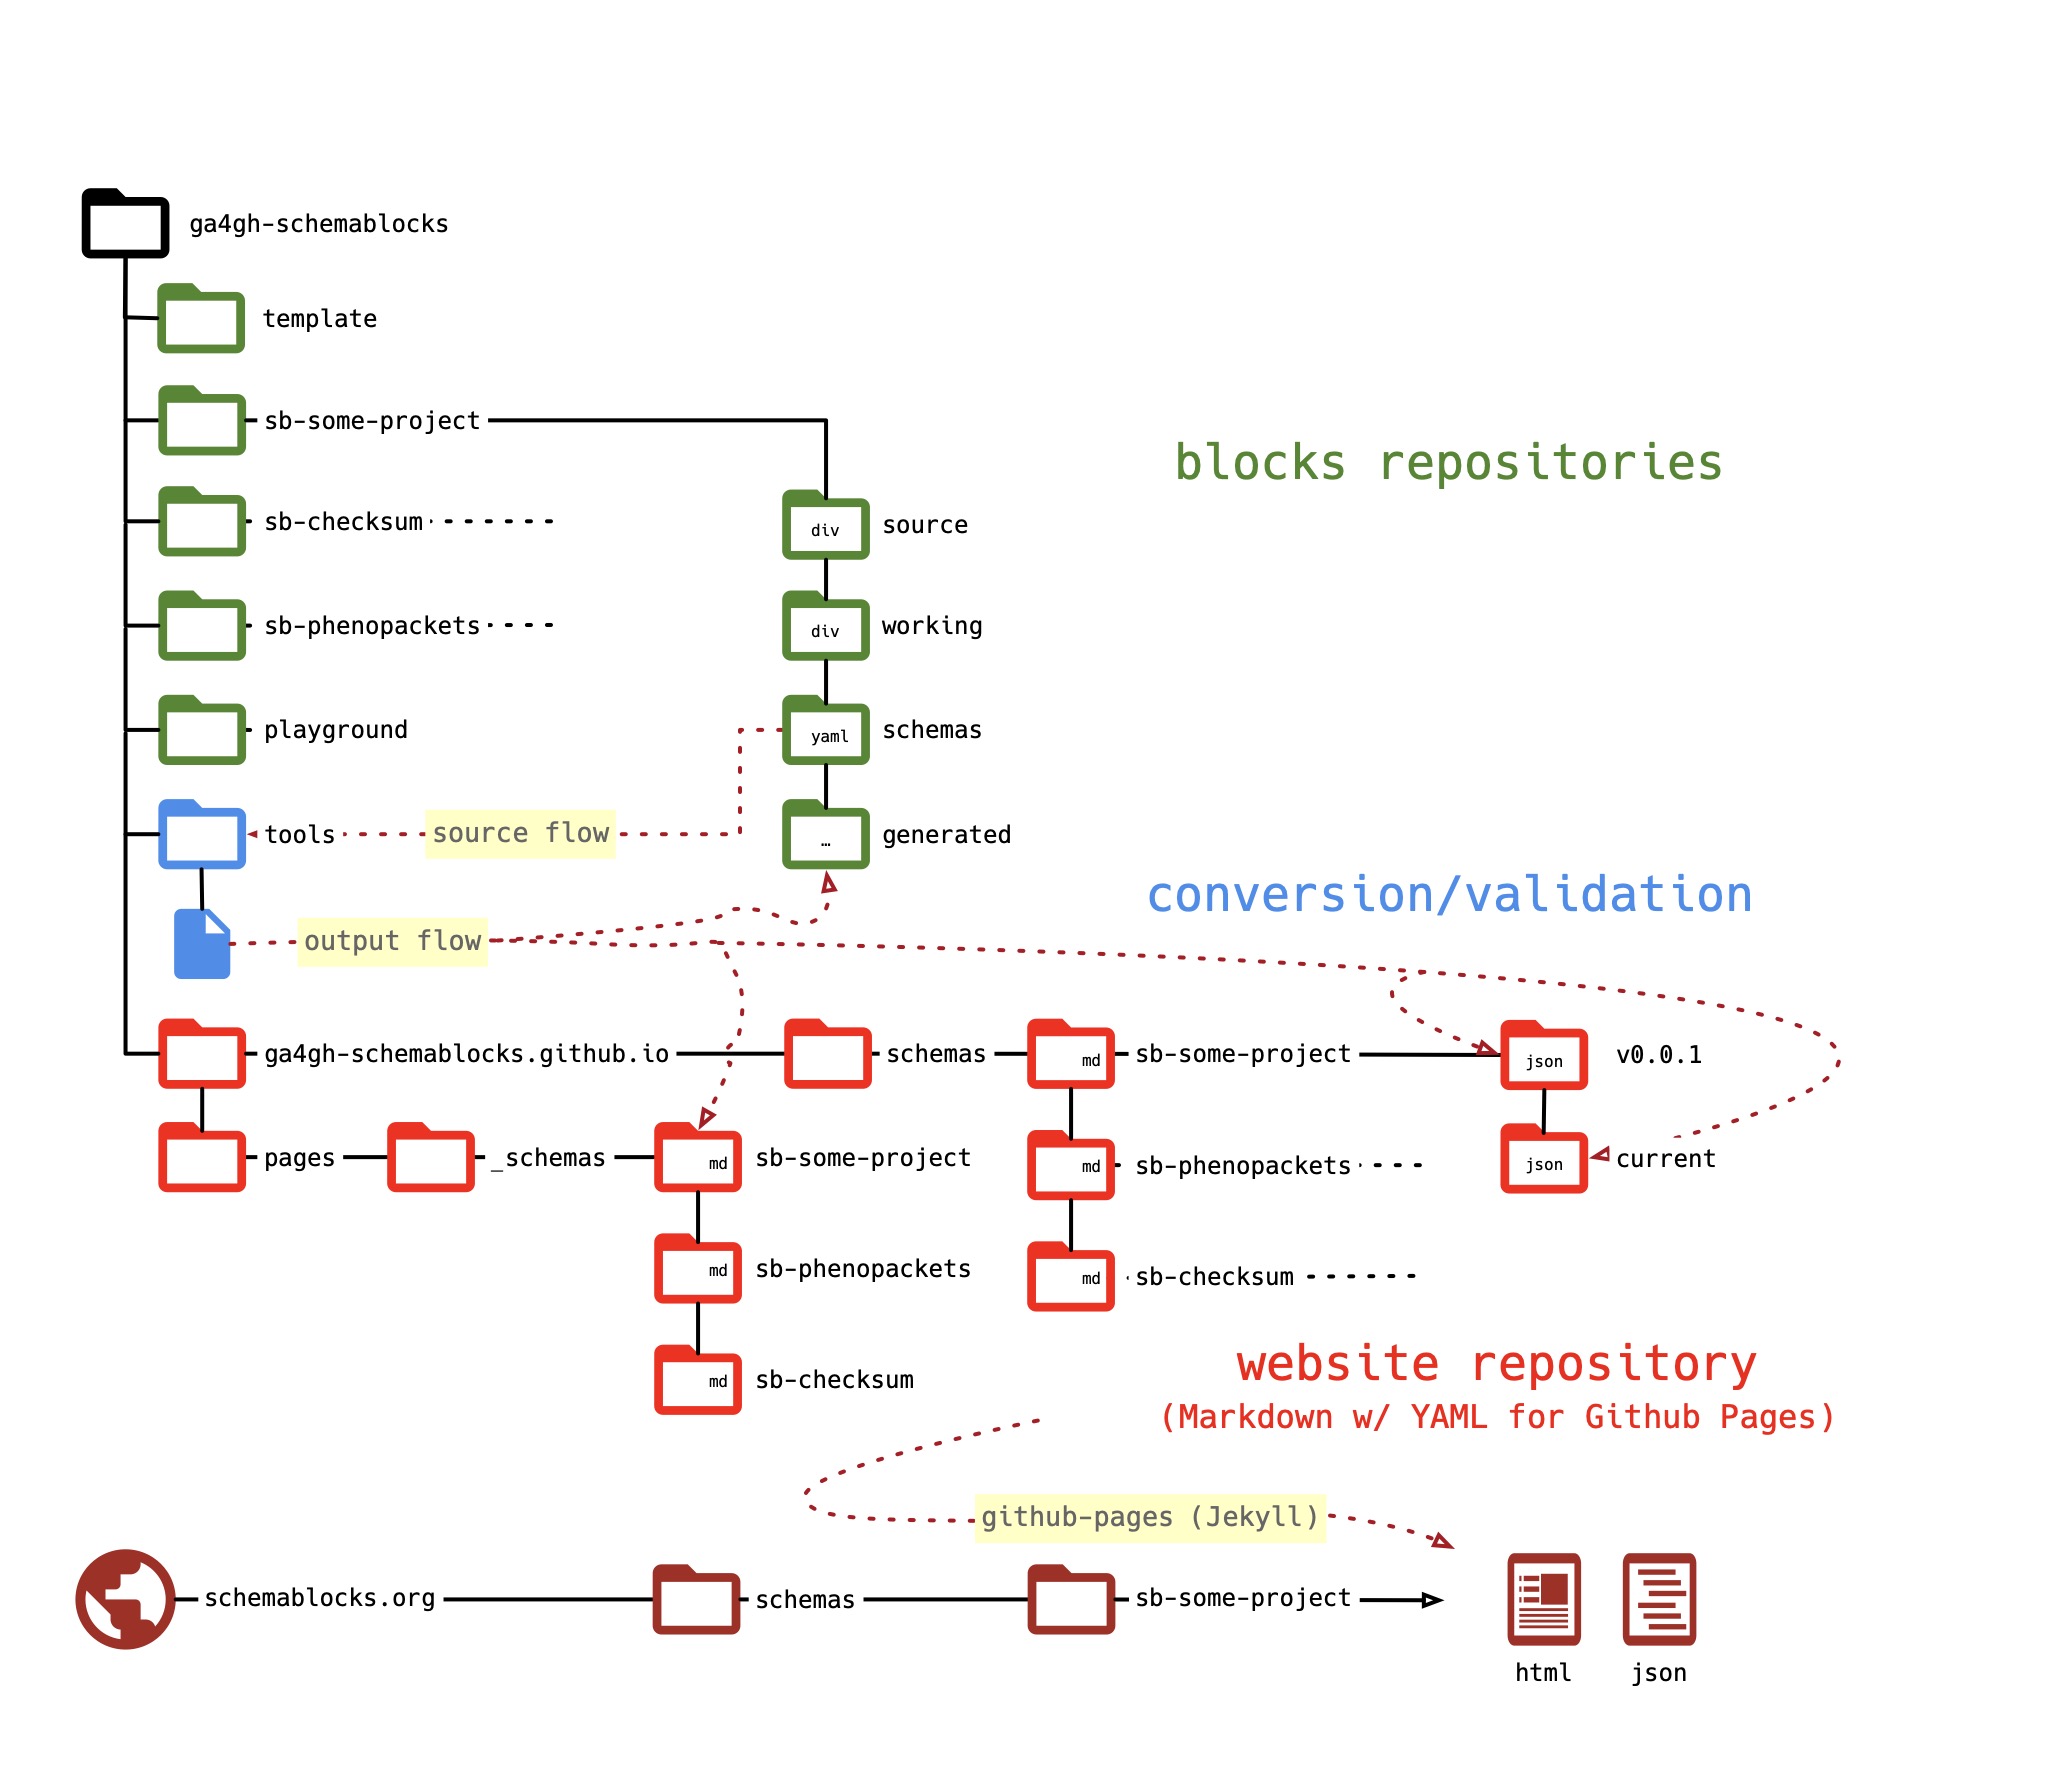 ga4gh-schemablocks
template
sb-some-project
blocks repositories
sb-checksum
div
source
sb-phenopackets
div
working
playground
yaml
schemas
tools
source flow
…
generated
conversion/validation
output flow
ga4gh-schemablocks.github.io
schemas
md
sb-some-project
json
v0.0.1
pages
_schemas
md
sb-some-project
md
sb-phenopackets
json
current
md
sb-phenopackets
md
sb-checksum
md
sb-checksum
website repository
(Markdown w/ YAML for Github Pages)
github-pages (Jekyll)
schemablocks.org
schemas
sb-some-project
html
json